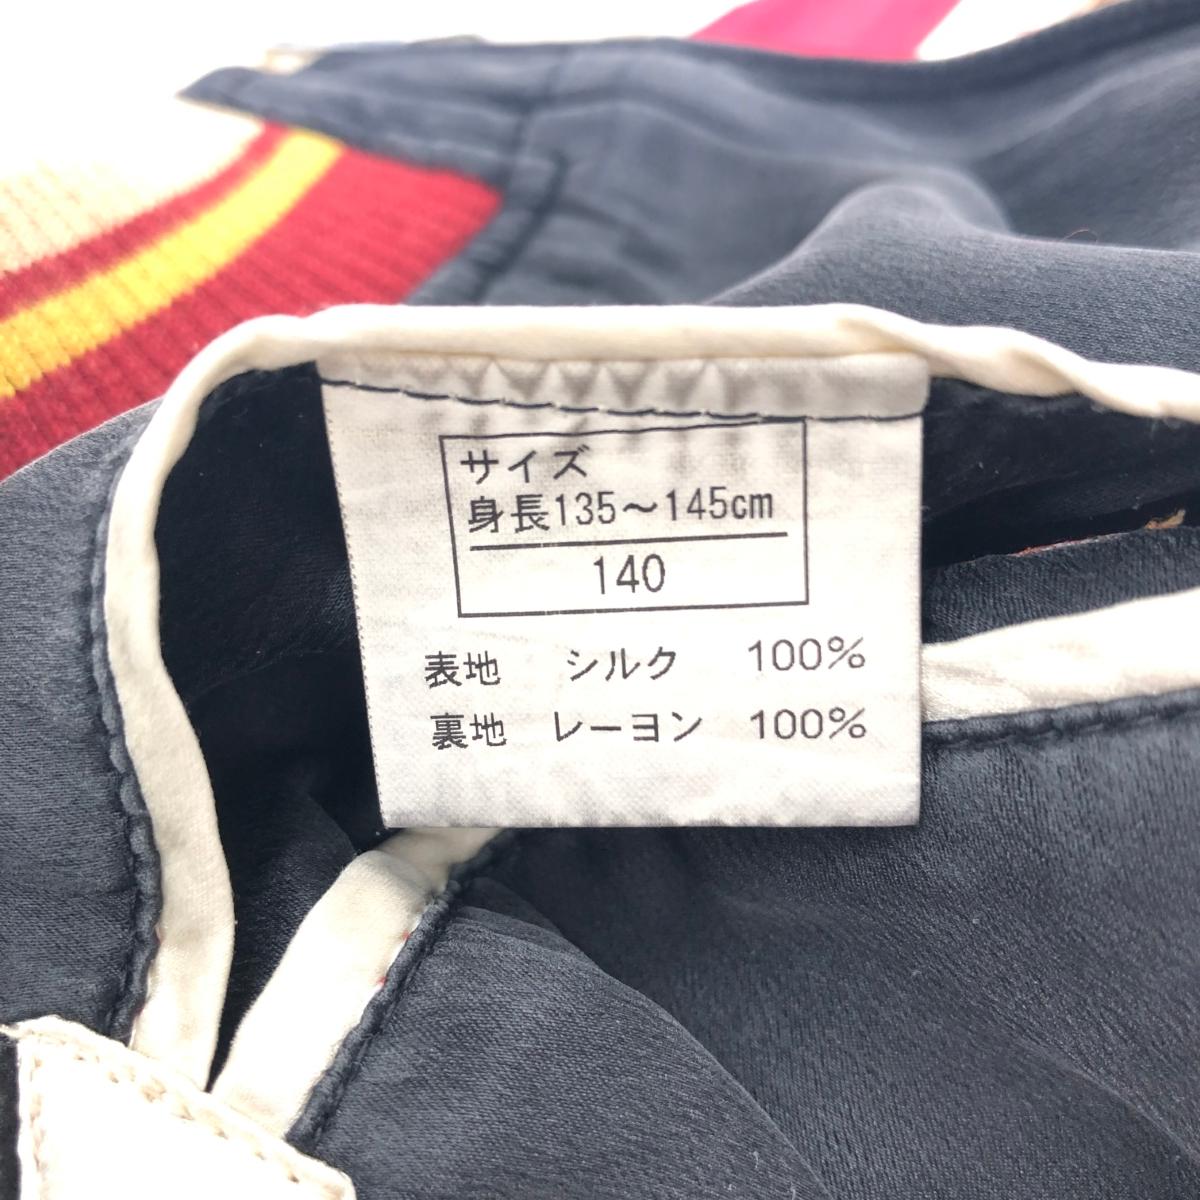 サイズ
身長135～145cm
140
表地 シルク 100%
裏地 レーヨン 100%